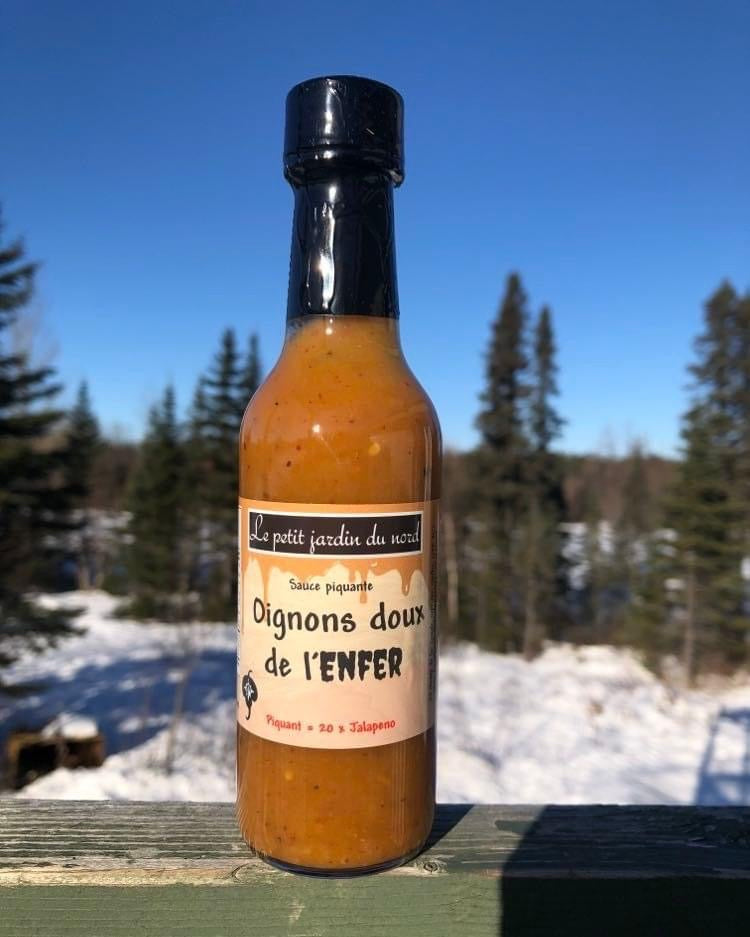 Le petit jardin du nord
Sauce piquante
Oignons doux
de l'ENFER
Piquant = 20 x Jalapeno